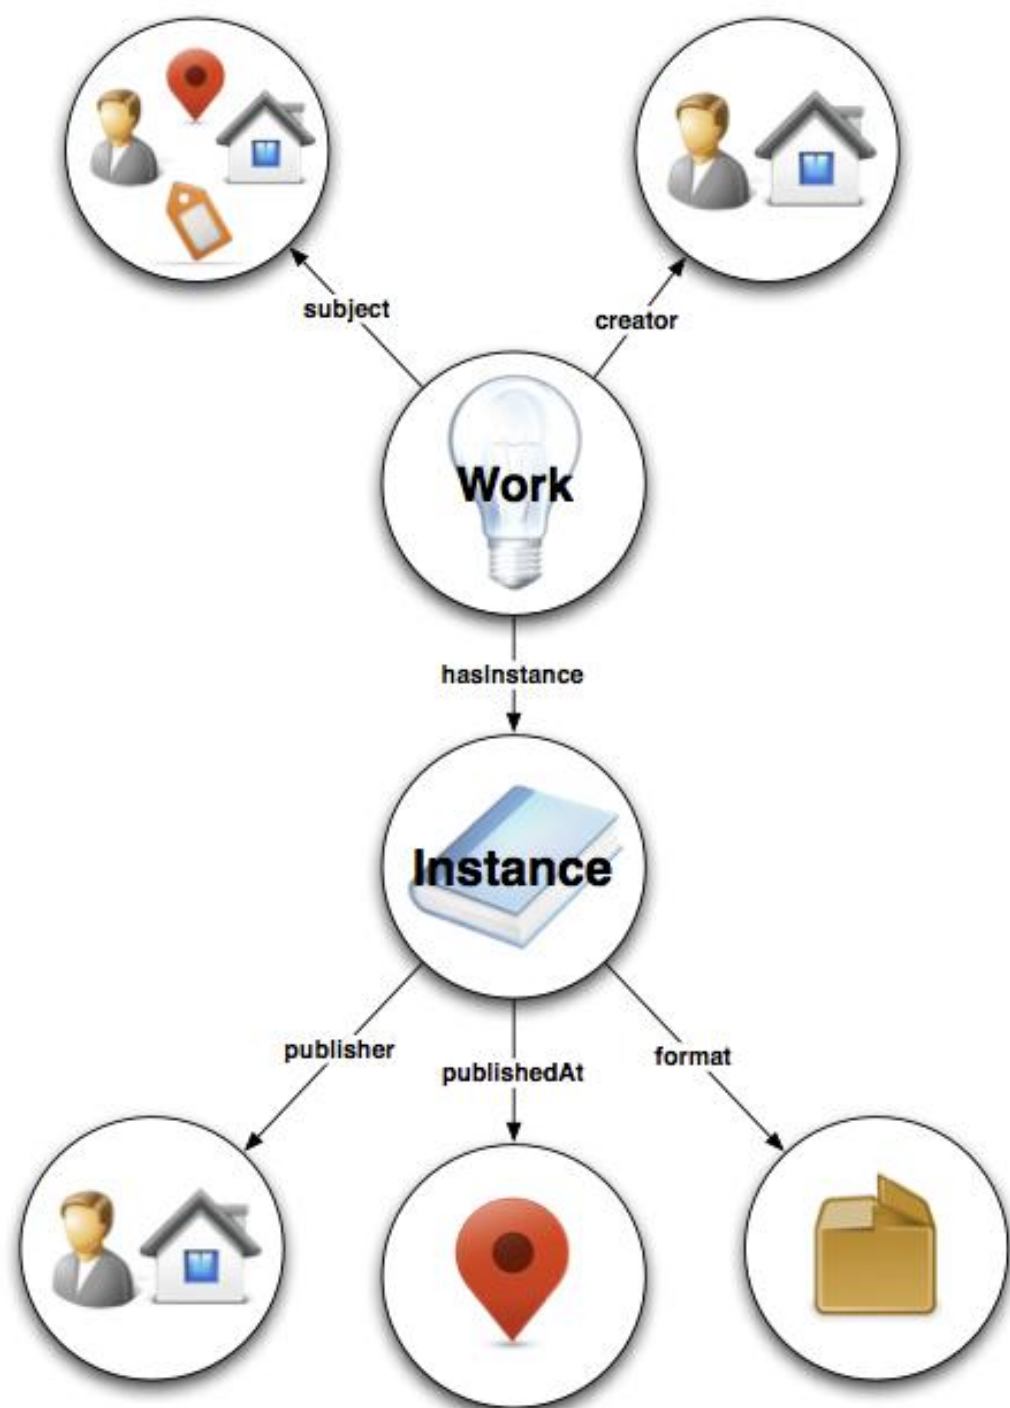 subject
creator
Work
hasInstance
Instance
publisher
publishedAt
format